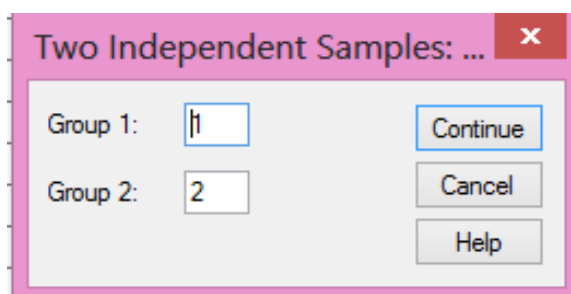 Two Independent Samples: ... x
Group 1: 1 Continue
Group 2: 2 Cancel
Help